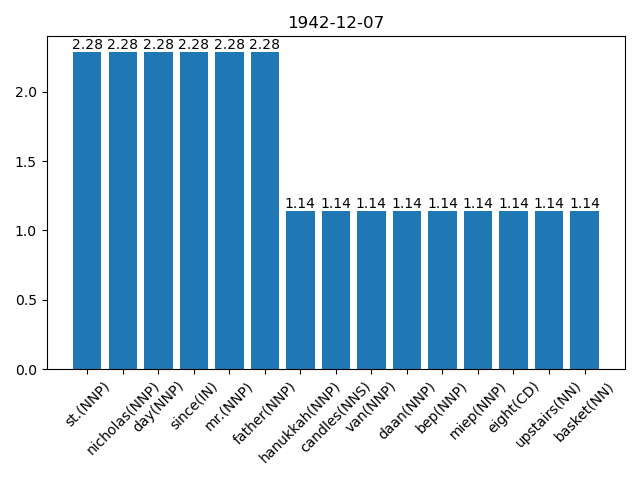 1942-12-07
2.28 2.28 2.28 2.28 2.28 2.28
1.14 1.14 1.14 1.14 1.14 1.14 1.14 1.14 1.14
2.0
1.5
1.0
0.5
0.0
st.(NNP)
nicholas(NNP)
day(NNP)
since(IN)
mr.(NNP)
father(NNP)
hanukkah(NNP)
candles(NNS)
van(NNP)
daan(NNP)
bep(NNP)
miep(NNP)
eight(CD)
upstairs(NN)
basket(NN)